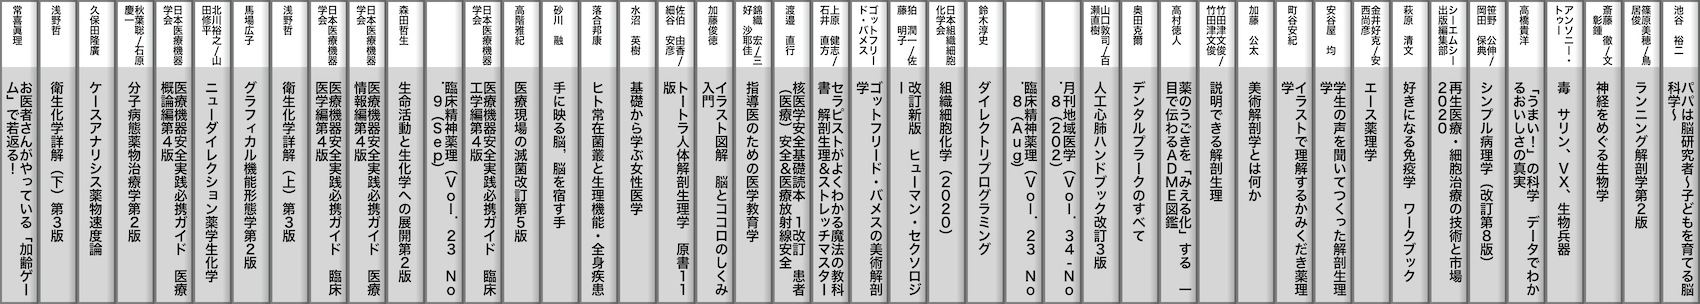 池谷 裕二
パパは脳研究者～子どもを育てる脳
科学～
篠原美穂/鳥
居俊
ランニング解剖学第2版
斎藤 徹/文
彰鍾
神経をめぐる生物学
アンソニー・
トゥー
毒 サリン、VX、生物兵器
高橋貴洋
「うまい!」の科学 データでわか
るおいしさの真実
笹野 公伸/
岡田 保典
シンプル病理学(改訂第8版)
シーエムシー
出版編集部
再生医療・細胞治療の技術と市場
2020
萩原 清文
好きになる免疫学 ワークブック
金井好克/安
西尚彦
エース薬理学
安谷屋 均
学生の声を聞いてつくった解剖生理
学
町谷安紀
イラストで理解するかみくだき薬理
学
加藤 公太
美術解剖学とは何か
竹田津文俊/
竹田津文俊
説明できる解剖生理
高村徳人
薬のうごきを「みえる化」する 一
目で伝わるADME図鑑
奥田克爾
デンタルプラークのすべて
山口敦司/百
瀬直樹
人工心肺ハンドブック改訂3版
月刊地域医学(Vol.34-No
.8(202)
臨床精神薬理(Vol.23 No
.8(Aug)
鈴木淳史
ダイレクトリプログラミング
日本組織細胞
化学会
組織細胞化学(2020)
狛 潤一/佐
藤 明子
改訂新版 ヒューマン・セクソロジ
ー
ゴットフリー
ド・バメス
ゴットフリード・バメスの美術解剖
学
上原 健志/
石井 直方
セラピストがよくわかる魔法の教科
書 解剖生理&ストレッチマスター
渡邉 直行
核医学安全基礎読本 1改訂 患者
(医療)安全&医療放射線安全
錦織 宏/三
好 沙耶佳
指導医のための医学教育学
加藤俊徳
イラスト図解 脳とココロのしくみ
入門
佐伯 由香/
細谷 安彦
トートラ人体解剖生理学 原書11
版
水沼 英樹
基礎から学ぶ女性医学
落合邦康
ヒト常在菌叢と生理機能・全身疾患
砂川 融
手に映る脳,脳を宿す手
高階雅紀
医療現場の滅菌改訂第5版
日本医療機器
学会
医療機器安全実践必携ガイド 臨床
工学編第4版
臨床精神薬理(Vol.23 No
.9(Sep)
森田哲生
生命活動と生化学への展開第2版
日本医療機器
学会
医療機器安全実践必携ガイド 医療
情報編第4版
日本医療機器
学会
医療機器安全実践必携ガイド 臨床
医学編第4版
浅野哲
衛生化学詳解(上)第3版
馬場広子
グラフィカル機能形態学第2版
北川裕之/山
田修平
ニューダイレクション薬学生化学
日本医療機器
学会
医療機器安全実践必携ガイド 医療
概論編第4版
秋葉聡/石原
慶一
分子病態薬物治療学第2版
久保田隆廣
ケースアナリシス薬物速度論
浅野哲
衛生化学詳解(下)第3版
常喜眞理
お医者さんがやっている「加齢ゲー
ム」で若返る!